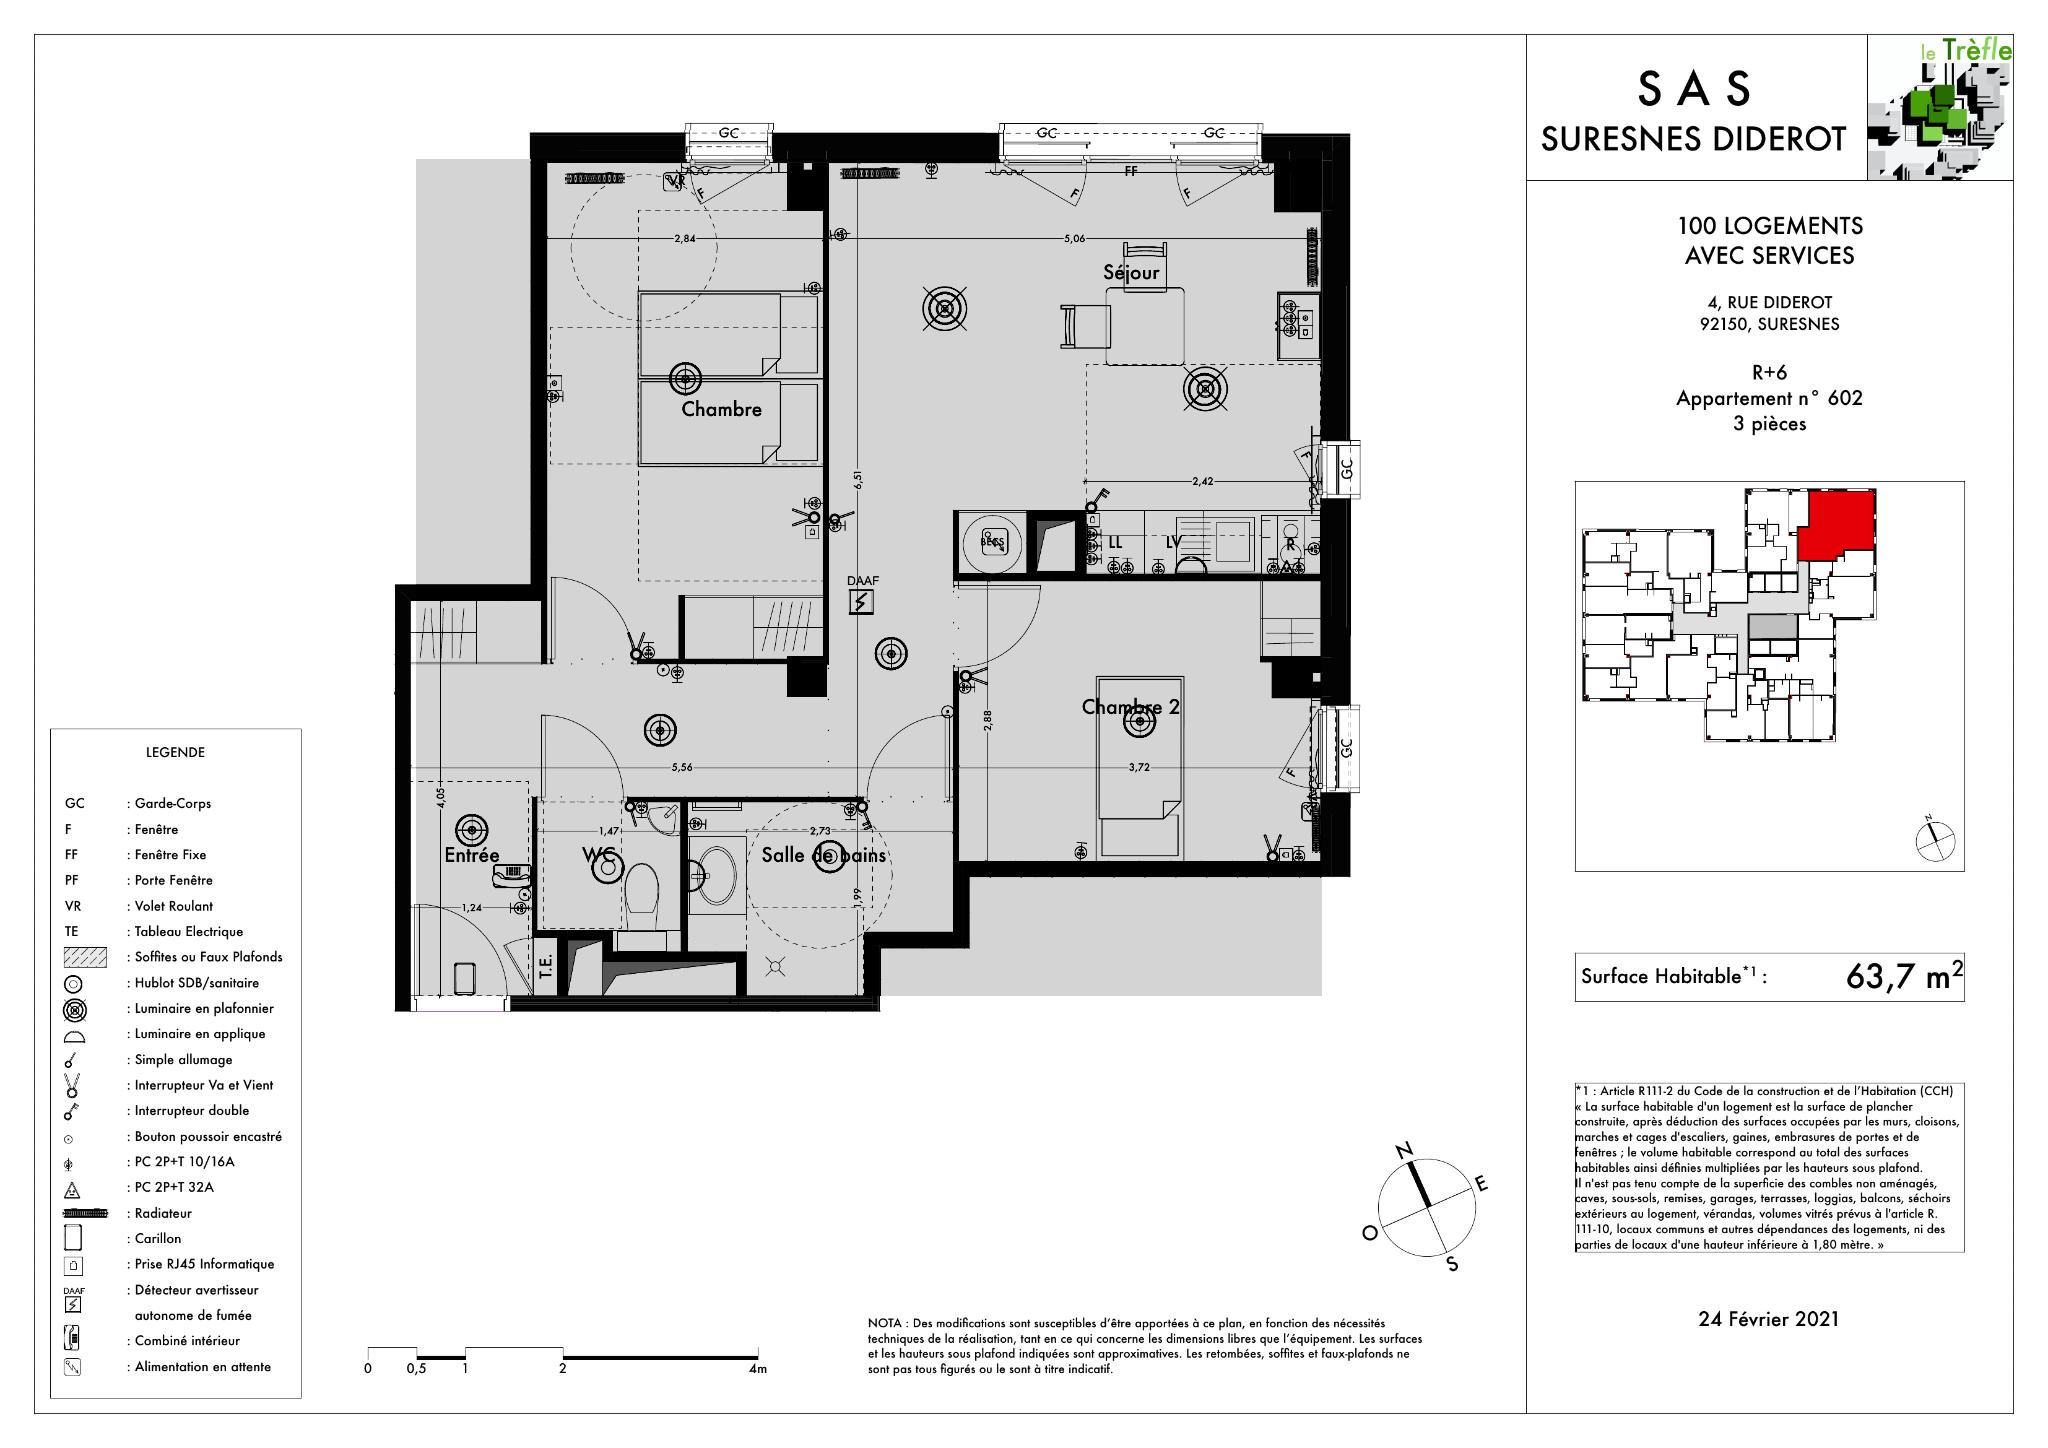 le Trèfle
S A S
SURESNES DIDEROT
100 LOGEMENTS
AVEC SERVICES
4, RUE DIDEROT
92150, SURESNES
R+6
Appartement n° 602
3 pièces
N
Surface Habitable*1 :
63,7 m2
*1 : Article R111-2 du Code de la construction et de l'Habitation (CCH)
« La surface habitable d'un logement est la surface de plancher
construite, après déduction des surfaces occupées par les murs, cloisons,
marches et cages d'escaliers, gaines, embrasures de portes et de
fenêtres ; le volume habitable correspond au total des surfaces
habitables ainsi définies multipliées par les hauteurs sous plafond.
Il n'est pas tenu compte de la superficie des combles non aménagés,
caves, sous-sols, remises, garages, terrasses, loggias, balcons, séchoirs
extérieurs au logement, vérandas, volumes vitrés prévus à l'article R.
111-10, locaux communs et autres dépendances des logements, ni des
parties de locaux d'une hauteur inférieure à 1,80 mètre. »
24 Février 2021
GC
GC
GC
VR
F
F
FF
F
2,84
5,06
Séjour
Chambre
6,51
F
GC
2,42
BECS
LL
LV
R
DAAF
Chambre 2
2,88
F
GC
5,56
3,72
4,05
1,47
2,73
Entrée
WC
Salle de bains
1,24
1,99
T.E.
LEGENDE
GC : Garde-Corps
F : Fenêtre
FF : Fenêtre Fixe
PF : Porte Fenêtre
VR : Volet Roulant
TE : Tableau Electrique
: Soffites ou Faux Plafonds
: Hublot SDB/sanitaire
: Luminaire en plafonnier
: Luminaire en applique
: Simple allumage
: Interrupteur Va et Vient
: Interrupteur double
: Bouton poussoir encastré
: PC 2P+T 10/16A
: PC 2P+T 32A
: Radiateur
: Carillon
: Prise RJ45 Informatique
DAAF : Détecteur avertisseur
autonome de fumée
: Combiné intérieur
: Alimentation en attente
0 0,5 1 2 4m
NOTA : Des modifications sont susceptibles d'être apportées à ce plan, en fonction des nécessités
techniques de la réalisation, tant en ce qui concerne les dimensions libres que l'équipement. Les surfaces
et les hauteurs sous plafond indiquées sont approximatives. Les retombées, soffites et faux-plafonds ne
sont pas tous figurés ou le sont à titre indicatif.
N
E
O
S